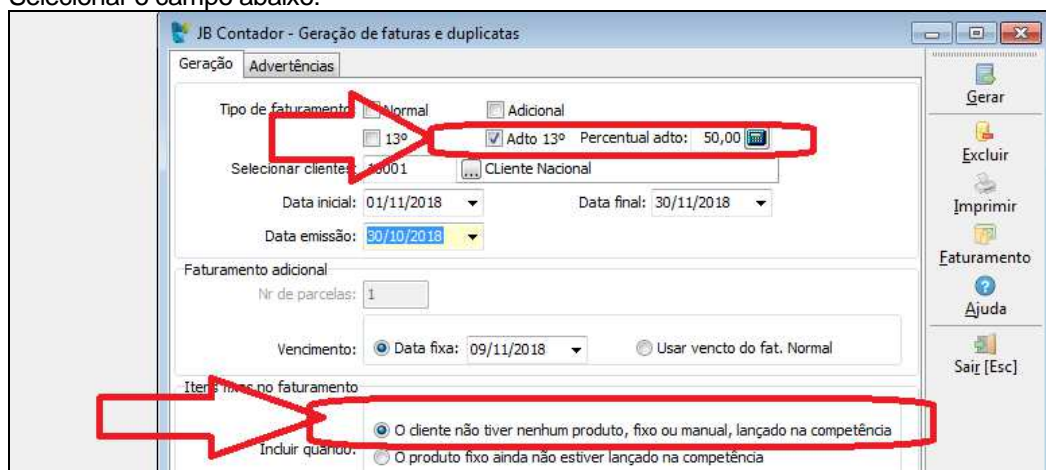 Selecionar o campo abaixo.
JB Contador - Geração de faturas e duplicatas
Geração Advertências
Tipo de faturamento: Normal Adicional
13º Adto 13º Percentual adto: 50,00
Selecionar clientes: 10001 ... CLiente Nacional
Data inicial: 01/11/2018 Data final: 30/11/2018
Data emissão: 30/10/2018
Faturamento adicional
Nr de parcelas: 1
Vencimento: Data fixa: 09/11/2018 Usar vencto do fat. Normal
Itens fixos no faturamento
Incluir quando: O cliente não tiver nenhum produto, fixo ou manual, lançado na competência
O produto fixo ainda não estiver lançado na competência
Gerar
Excluir
Imprimir
Faturamento
Ajuda
Sair [Esc]